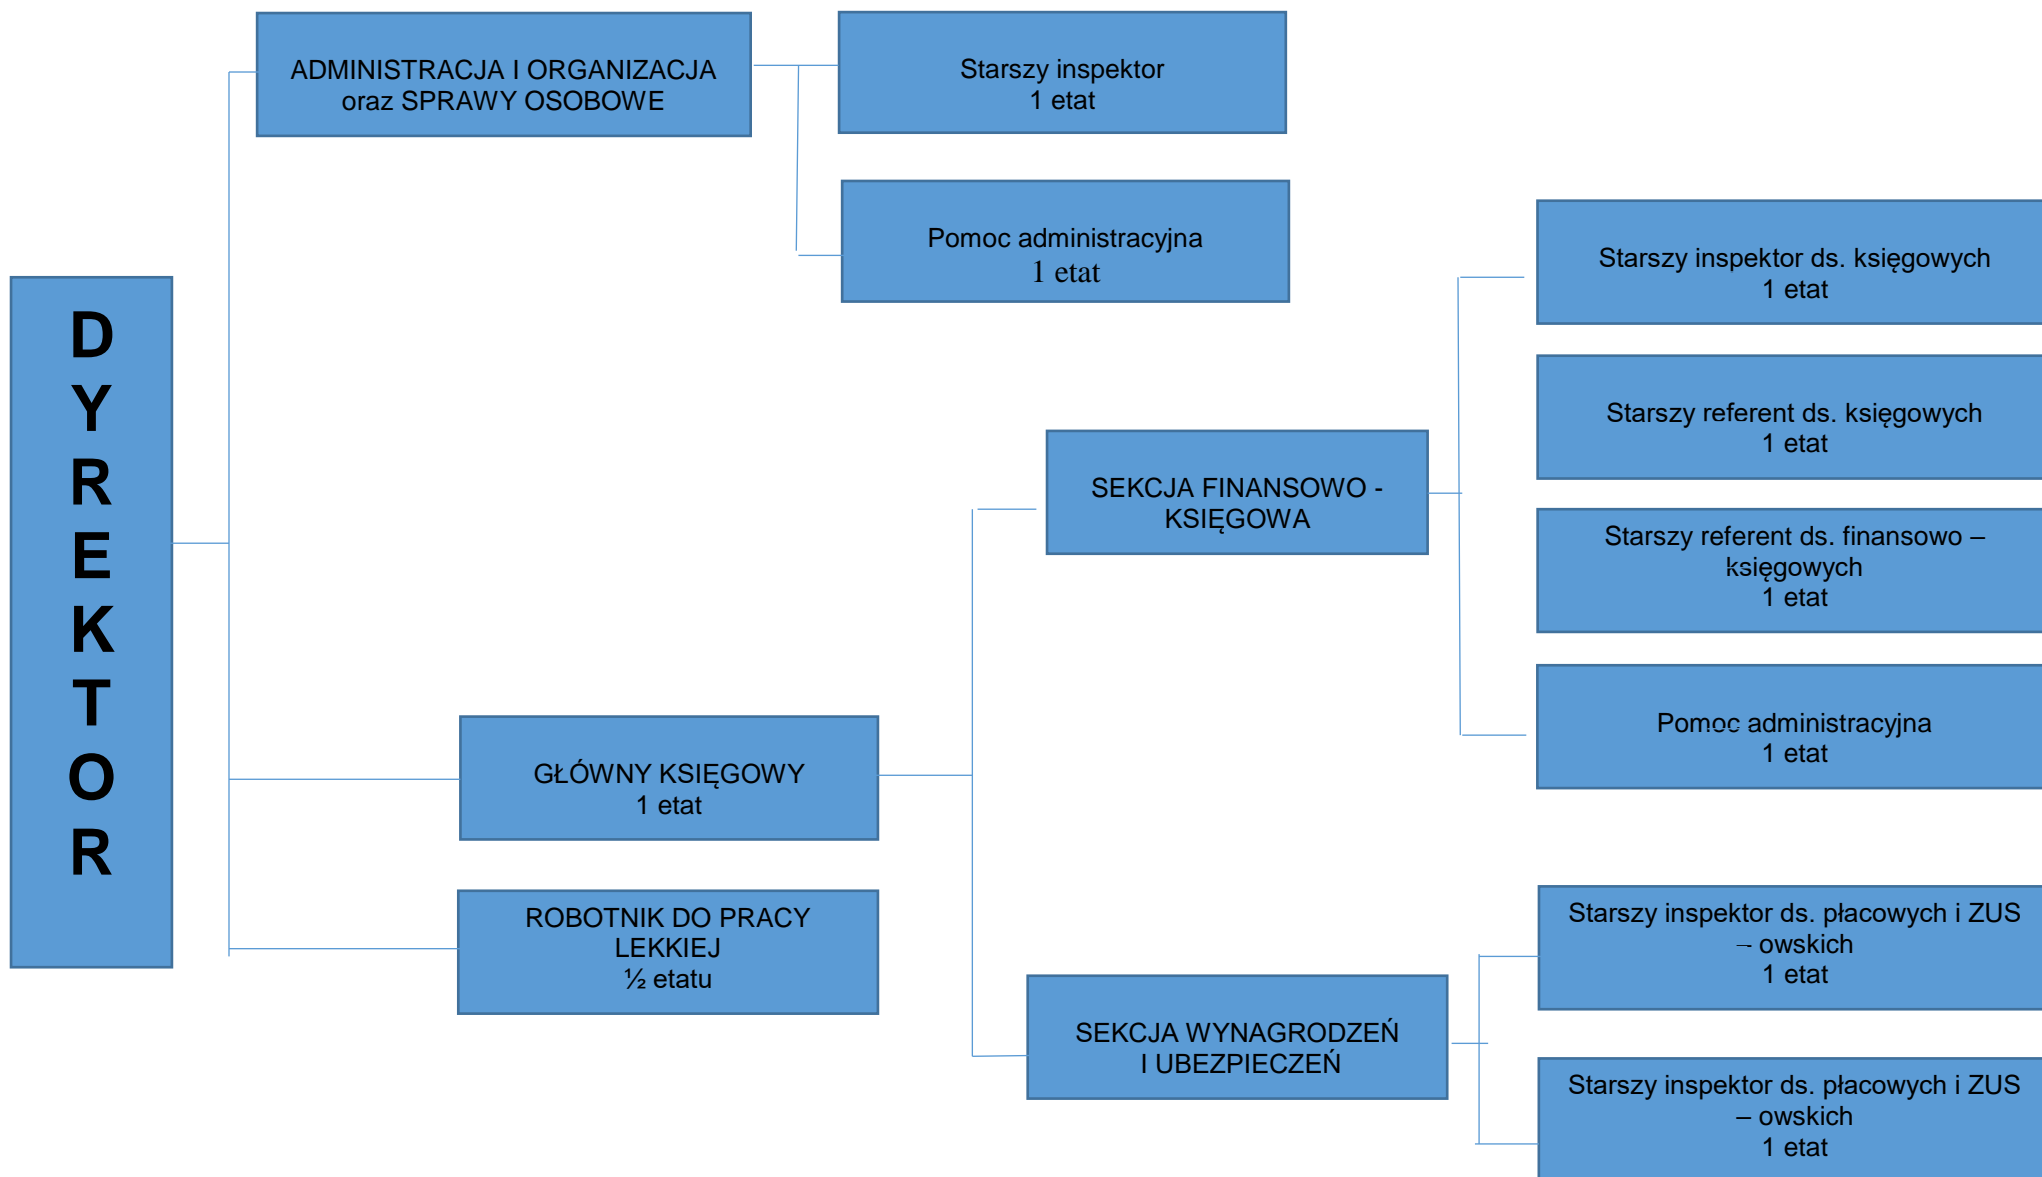 ADMINISTRACJA I ORGANIZACJA
oraz SPRAWY OSOBOWE
Starszy inspektor
1 etat
Pomoc administracyjna
1 etat
D
Y
R
E
K
T
O
R
Starszy inspektor ds. księgowych
1 etat
Starszy referent ds. księgowych
1 etat
SEKCJA FINANSOWO -
KSIĘGOWA
Starszy referent ds. finansowo –
księgowych
1 etat
Pomoc administracyjna
1 etat
GŁÓWNY KSIĘGOWY
1 etat
ROBOTNIK DO PRACY
LEKKIEJ
½ etatu
Starszy inspektor ds. płacowych i ZUS
– owskich
1 etat
SEKCJA WYNAGRODZEŃ
I UBEZPIECZEŃ
Starszy inspektor ds. płacowych i ZUS
– owskich
1 etat